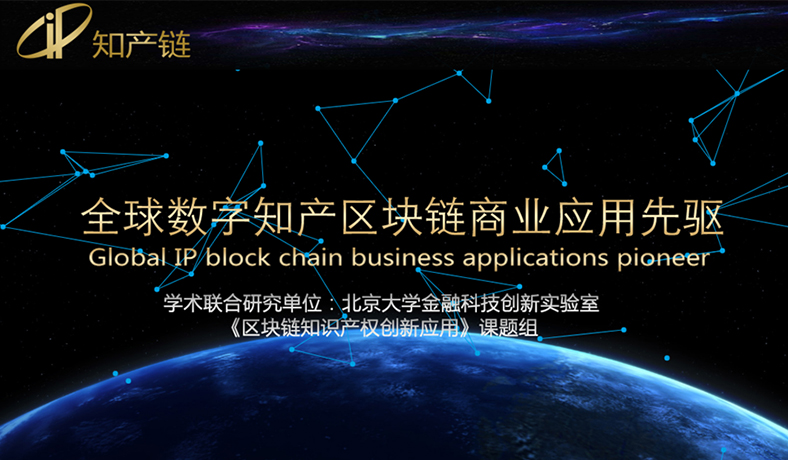 iP 知产链
全球数字知产区块链商业应用先驱
Global IP block chain business applications pioneer
学术联合研究单位：北京大学金融科技创新实验室
《区块链知识产权创新应用》课题组